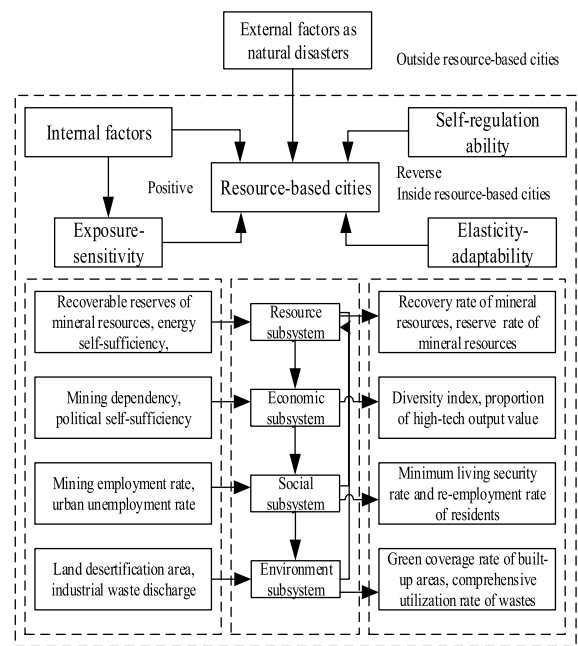 External factors as
natural disasters
Outside resource-based cities
Internal factors
Self-regulation
ability
Positive
Resource-based cities
Reverse
Inside resource-based cities
Exposure-
sensitivity
Elasticity-
adaptability
Recoverable reserves of
mineral resources, energy
self-sufficiency,
Resource
subsystem
Recovery rate of mineral
resources, reserve rate of
mineral resources
Mining dependency,
political self-sufficiency
Economic
subsystem
Diversity index, proportion
of high-tech output value
Mining employment rate,
urban unemployment rate
Social
subsystem
Minimum living security
rate and re-employment rate
of residents
Land desertification area,
industrial waste discharge
Environment
subsystem
Green coverage rate of built-
up areas, comprehensive
utilization rate of wastes